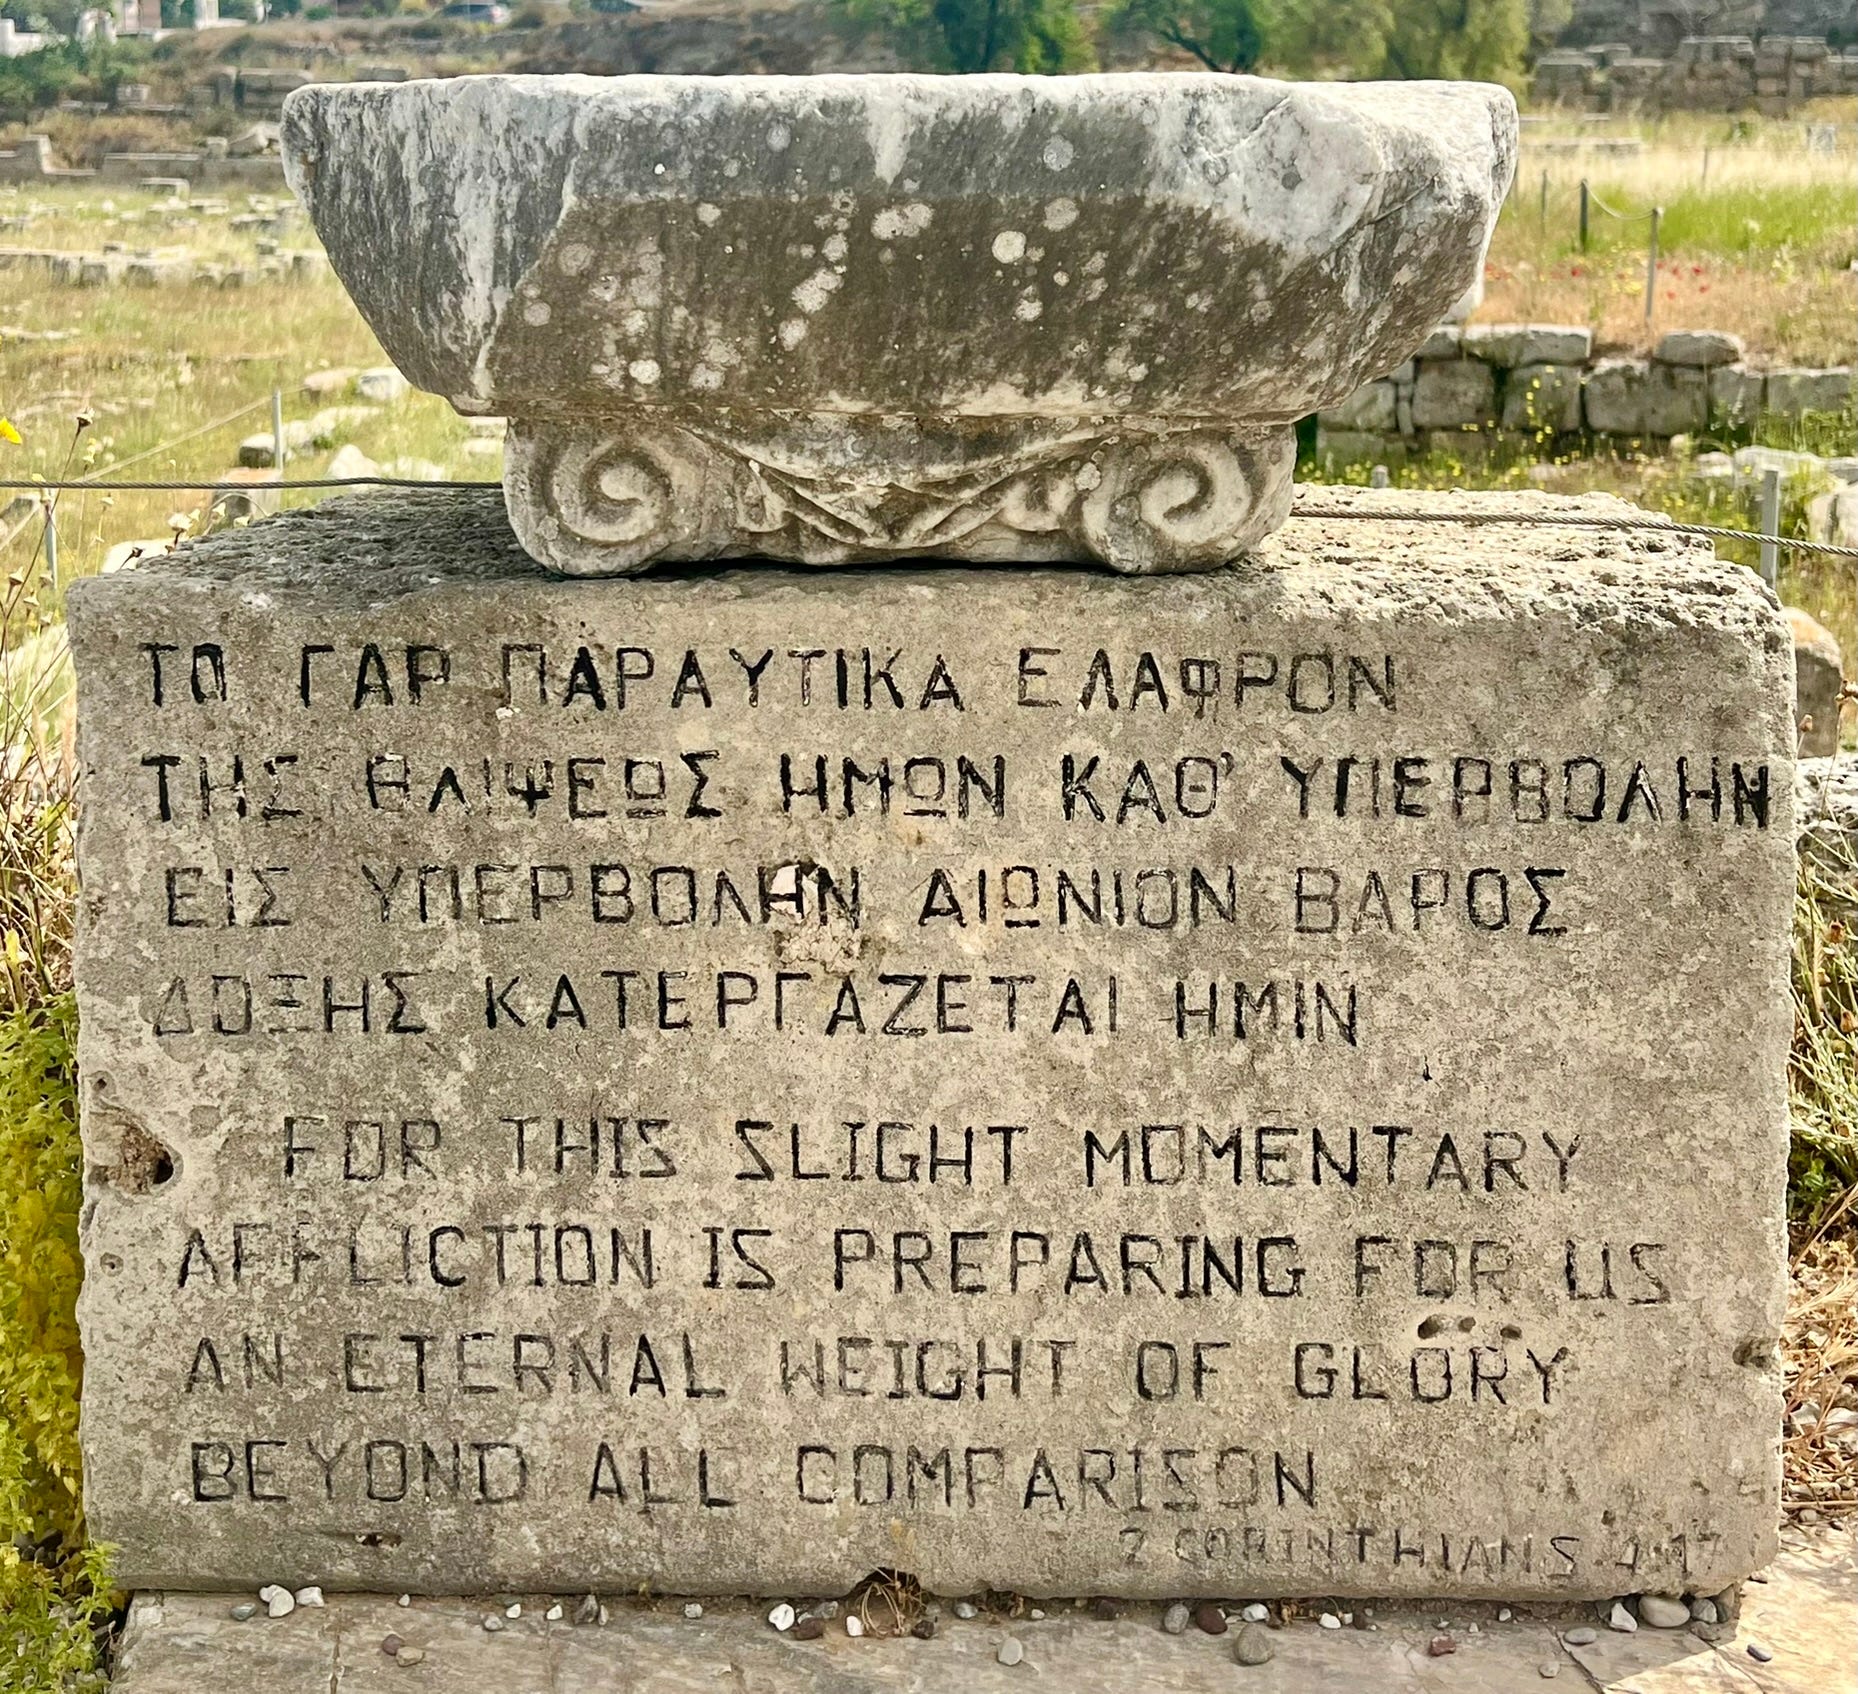 ΤΟ ΓΑΡ ΠΑΡΑΥΤΙΚΑ ΕΛΑΦΡΟΝ
ΤΗΣ ΘΛΙΨΕΩΣ ΗΜΩΝ ΚΑΘ' ΥΠΕΡΒΟΛΗΝ
ΕΙΣ ΥΠΕΡΒΟΛΗΝ ΑΙΩΝΙΟΝ ΒΑΡΟΣ
ΔΟΞΗΣ ΚΑΤΕΡΓΑΖΕΤΑΙ ΗΜΙΝ
FOR THIS SLIGHT MOMENTARY
AFFLICTION IS PREPARING FOR US
AN ETERNAL WEIGHT OF GLORY
BEYOND ALL COMPARISON
2 CORINTHIANS 4:17